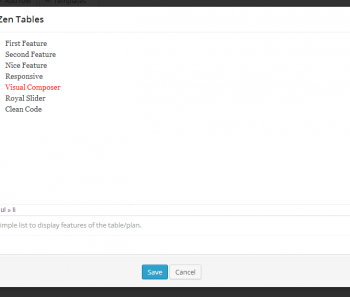 Zen Tables
First Feature
Second Feature
Nice Feature
Responsive
Visual Composer
Royal Slider
Clean Code
ul » li
imple list to display features of the table/plan.
Save
Cancel